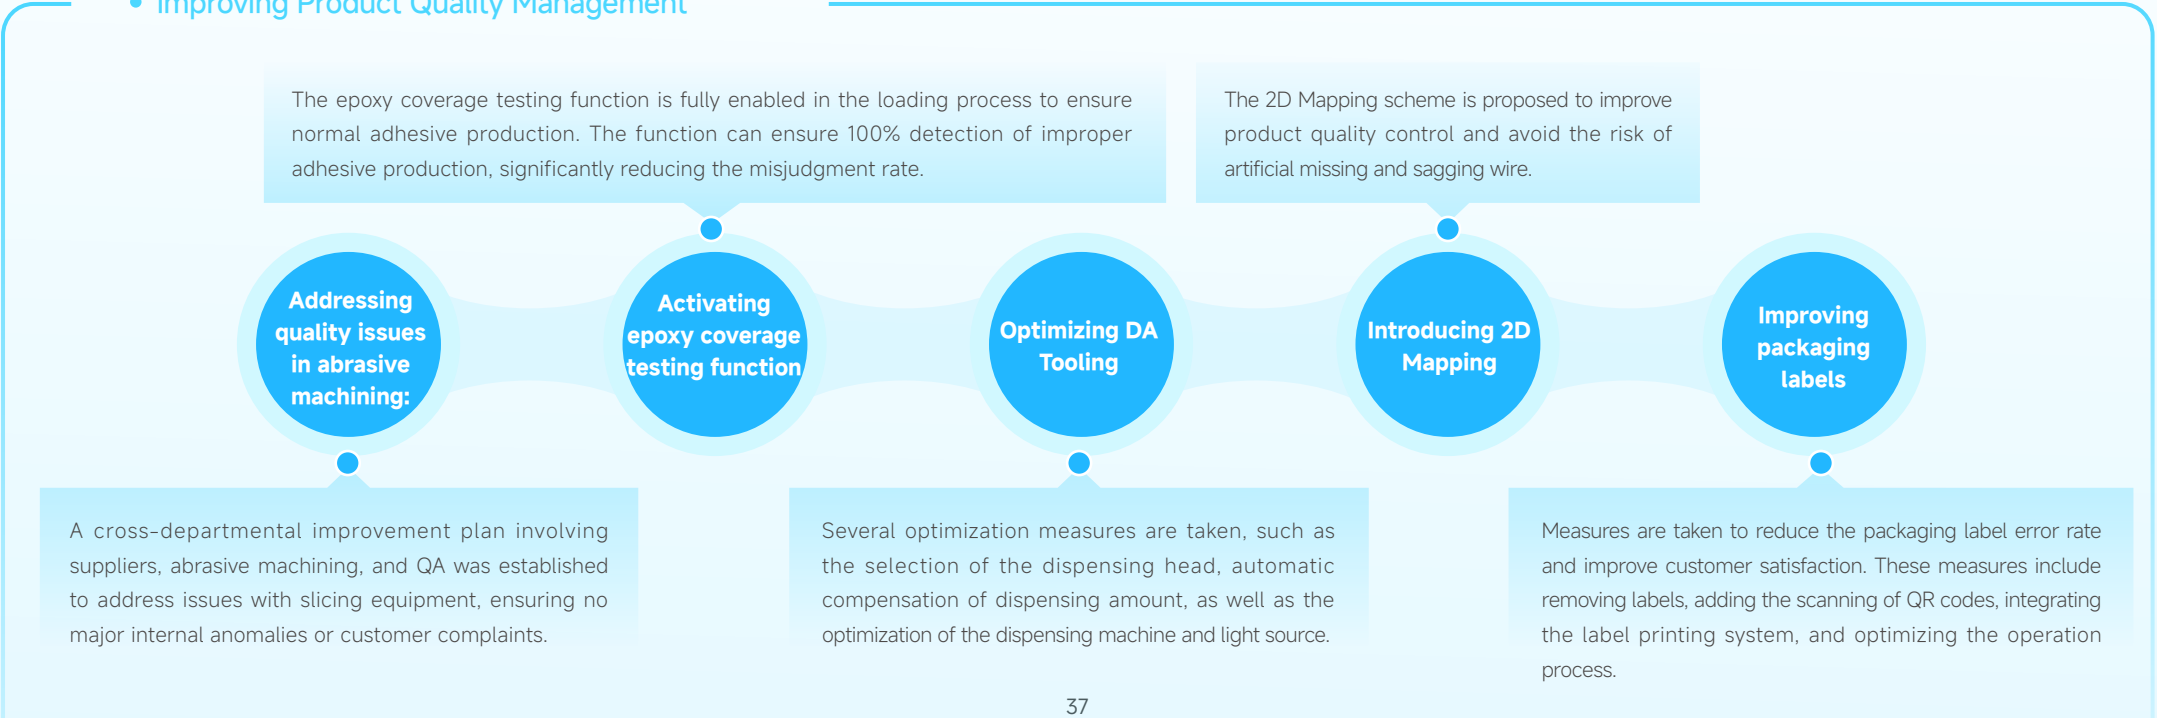 • Improving Product Quality Management
The epoxy coverage testing function is fully enabled in the loading process to ensure
normal adhesive production. The function can ensure 100% detection of improper
adhesive production, significantly reducing the misjudgment rate.
The 2D Mapping scheme is proposed to improve
product quality control and avoid the risk of
artificial missing and sagging wire.
Addressing
quality issues
in abrasive
machining:
Activating
epoxy coverage
testing function
Optimizing DA
Tooling
Introducing 2D
Mapping
Improving
packaging
labels
A cross-departmental improvement plan involving
suppliers, abrasive machining, and QA was established
to address issues with slicing equipment, ensuring no
major internal anomalies or customer complaints.
Several optimization measures are taken, such as
the selection of the dispensing head, automatic
compensation of dispensing amount, as well as the
optimization of the dispensing machine and light source.
Measures are taken to reduce the packaging label error rate
and improve customer satisfaction. These measures include
removing labels, adding the scanning of QR codes, integrating
the label printing system, and optimizing the operation
process.
37